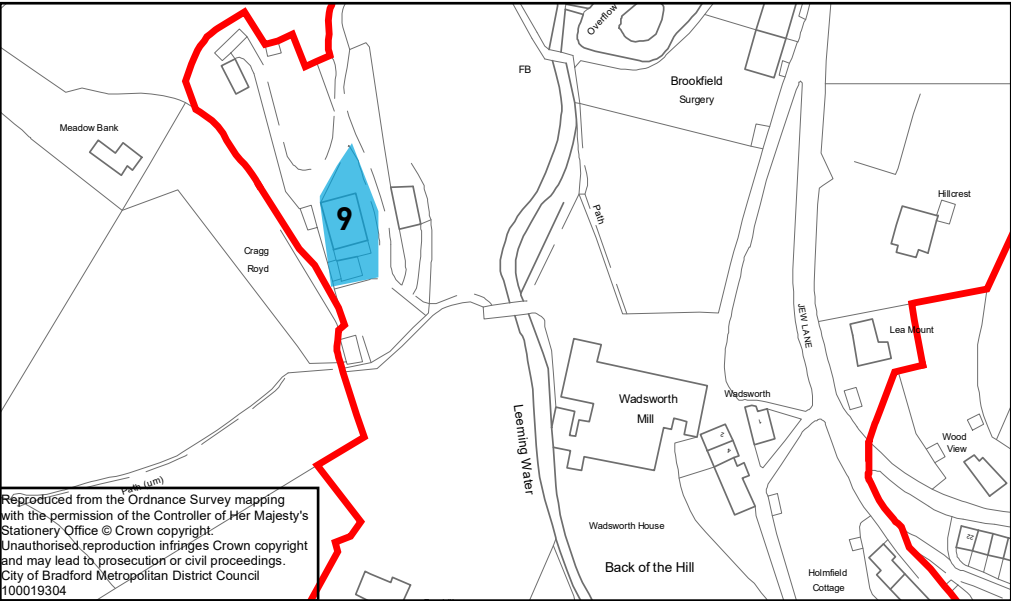 Overflow
FB
Brookfield
Surgery
Meadow Bank
Path
Hillcrest
9
Cragg
Royd
JEW LANE
Lea Mount
Wadsworth
Mill
Wadsworth
1
2
4
Leeming Water
Wood
View
Path (um)
Reproduced from the Ordnance Survey mapping
with the permission of the Controller of Her Majesty's
Stationery Office © Crown copyright.
Unauthorised reproduction infringes Crown copyright
and may lead to prosecution or civil proceedings.
City of Bradford Metropolitan District Council
100019304
Wadsworth House
Back of the Hill
22
Holmfield
Cottage